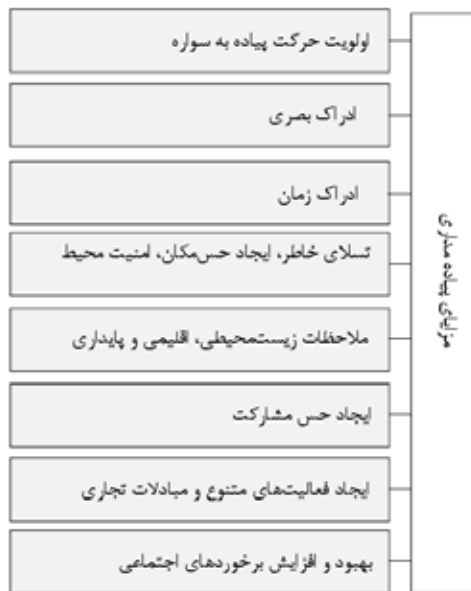 مزایای پیاده مداری
اولویت حرکت پیاده به سواره
ادراک بصری
ادراک زمان
تسلای خاطر، ایجاد حس‌مکان، امنیت محیط
ملاحظات زیست‌محیطی، اقلیمی و پایداری
ایجاد حس مشارکت
ایجاد فعالیت‌های متنوع و مبادلات تجاری
بهبود و افزایش برخوردهای اجتماعی